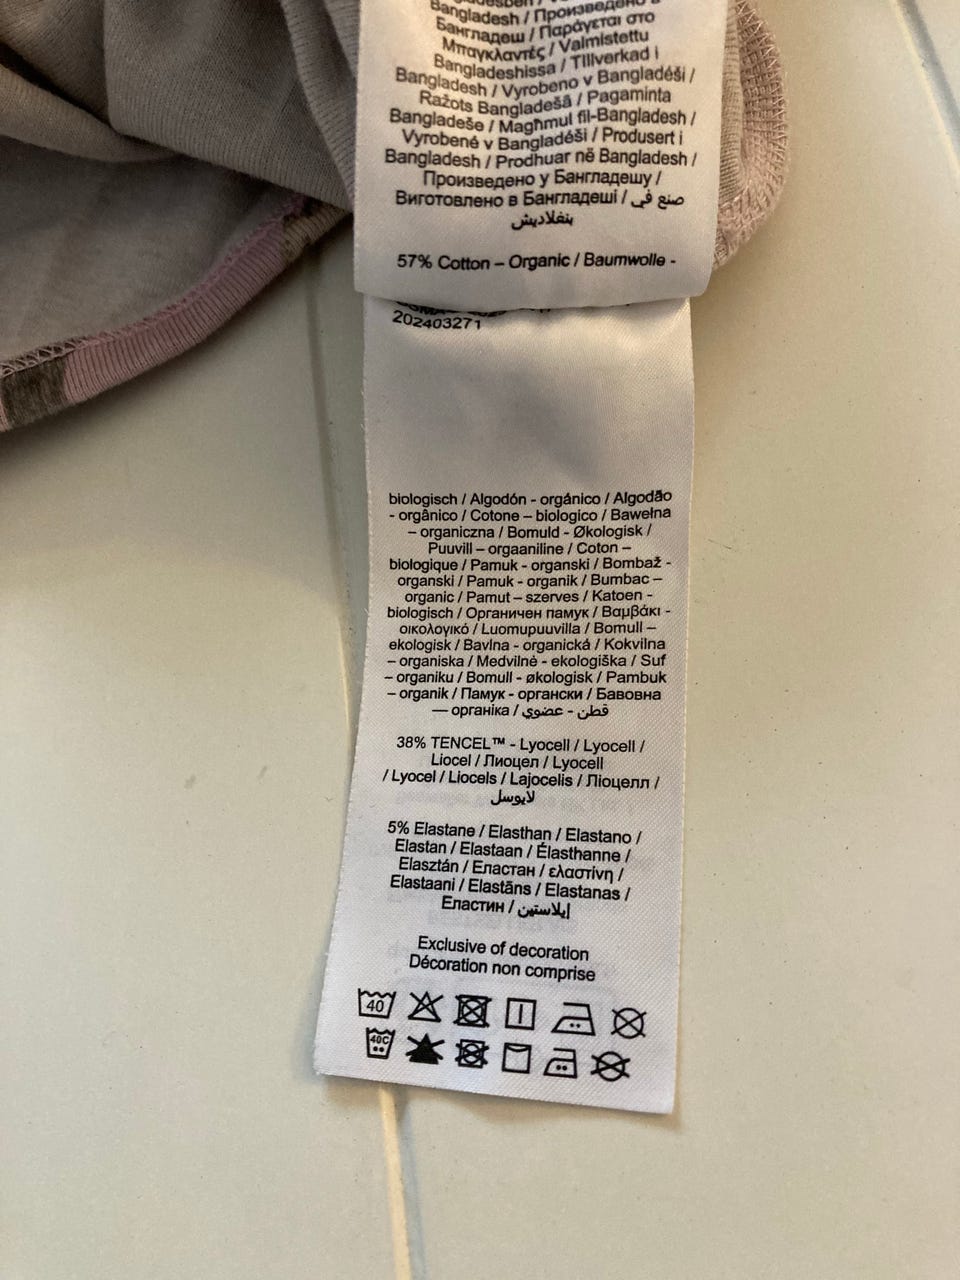 Bangladesh / Произведено в
Бангладеш / Παράγεται στο
Μπαγκλαντές / Valmistettu
Bangladeshissa / Tillverkad i
Bangladesh / Vyrobeno v Bangladéši /
Ražots Bangladešā / Pagaminta
Bangladeše / Magħmul fil-Bangladesh /
Vyrobené v Bangladéši / Produsert i
Bangladesh / Prodhuar në Bangladesh /
Произведено у Бангладешу /
Виготовлено в Бангладеші / صنع في
بنغلاديش
57% Cotton – Organic / Baumwolle -
202403271
biologisch / Algodón - orgánico / Algodão
- orgânico / Cotone – biologico / Bawełna
– organiczna / Bomuld - Økologisk /
Puuvill – orgaaniline / Coton –
biologique / Pamuk - organski / Bombaž -
organski / Pamuk - organik / Bumbac –
organic / Pamut – szerves / Katoen -
biologisch / Органичен памук / Βαμβάκι -
οικολογικό / Luomupuuvilla / Bomull –
ekologisk / Bavlna - organická / Kokvilna
– organiska / Medvilnė - ekologiška / Suf
– organiku / Bomull - økologisk / Pambuk
– organik / Памук - органски / Бавовна
— органіка / قطن - عضوي
38% TENCEL™ - Lyocell / Lyocell /
Liocel / Лиоцел / Lyocell
/ Lyocel / Liocels / Lajocelis / Ліоцелл /
لايوسل
5% Elastane / Elasthan / Elastano /
Elastan / Elastaan / Élasthanne /
Elasztán / Еластан / ελαστίνη /
Elastaani / Elastāns / Elastanas /
Еластин / إيلاستين
Exclusive of decoration
Décoration non comprise
40
40C